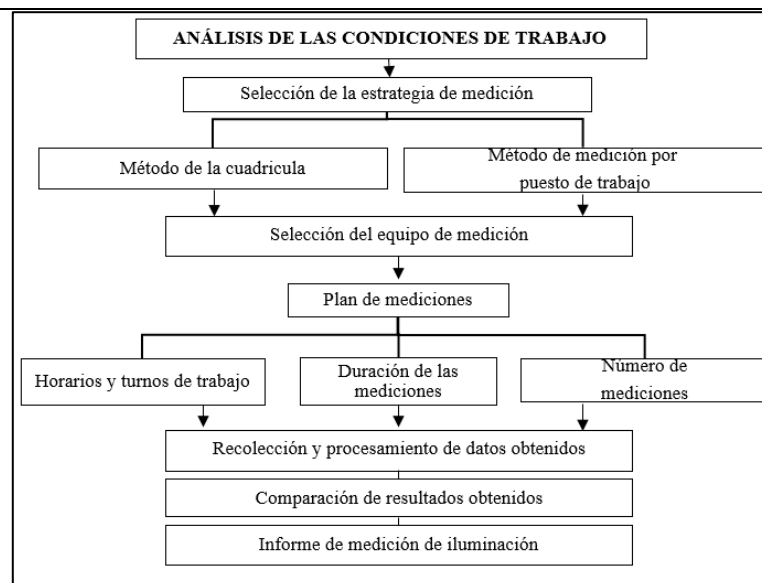 ANÁLISIS DE LAS CONDICIONES DE TRABAJO
Selección de la estrategia de medición
Método de la cuadricula
Método de medición por
puesto de trabajo
Selección del equipo de medición
Plan de mediciones
Horarios y turnos de trabajo
Duración de las
mediciones
Número de
mediciones
Recolección y procesamiento de datos obtenidos
Comparación de resultados obtenidos
Informe de medición de iluminación